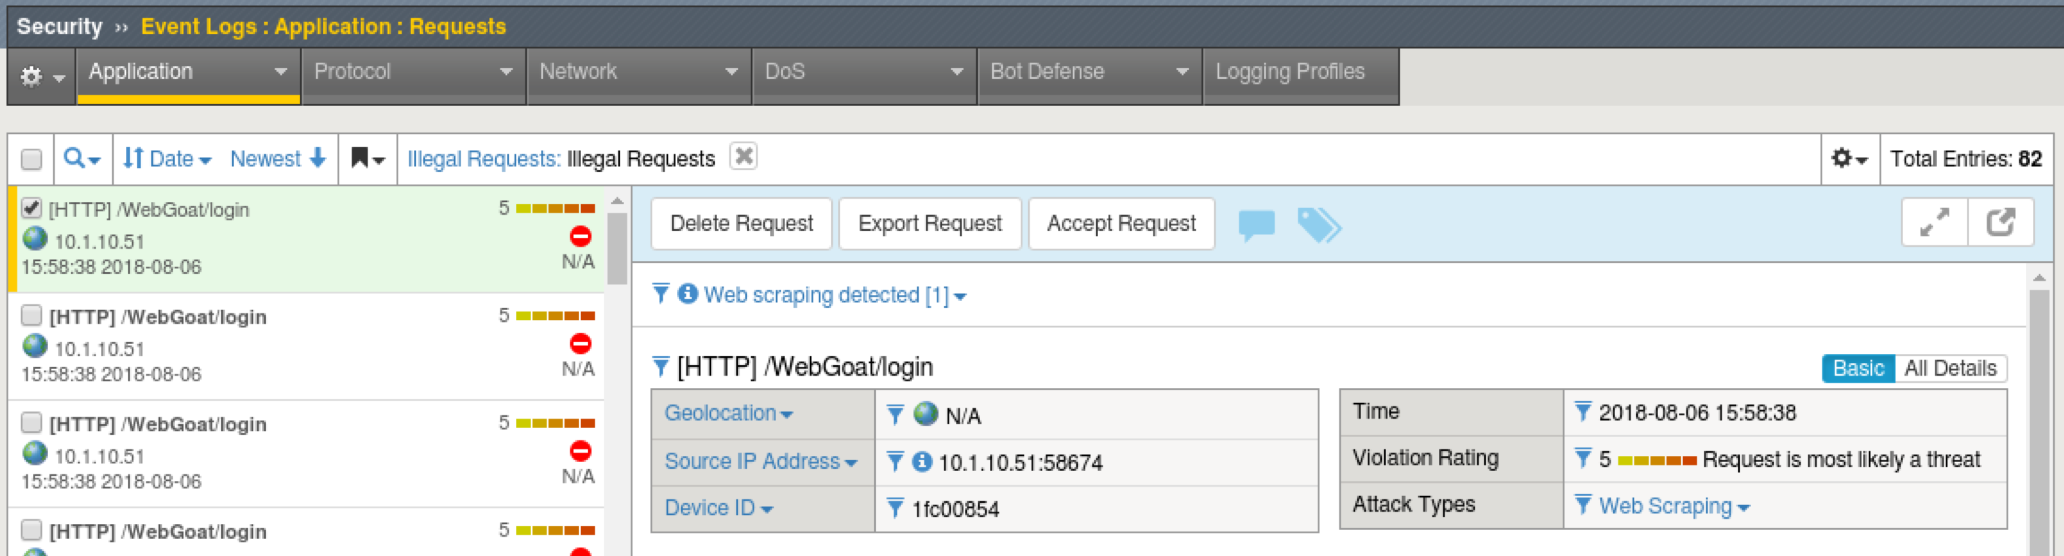 Security ›› Event Logs : Application : Requests
Application Protocol Network DoS Bot Defense Logging Profiles
Date Newest Illegal Requests: Illegal Requests Total Entries: 82
[HTTP] /WebGoat/login 5
10.1.10.51
N/A
15:58:38 2018-08-06
[HTTP] /WebGoat/login 5
10.1.10.51
N/A
15:58:38 2018-08-06
[HTTP] /WebGoat/login 5
10.1.10.51
N/A
15:58:38 2018-08-06
[HTTP] /WebGoat/login 5
Delete Request Export Request Accept Request
Web scraping detected [1]
[HTTP] /WebGoat/login Basic All Details
Geolocation N/A
Source IP Address 10.1.10.51:58674
Device ID 1fc00854
Time 2018-08-06 15:58:38
Violation Rating 5 Request is most likely a threat
Attack Types Web Scraping